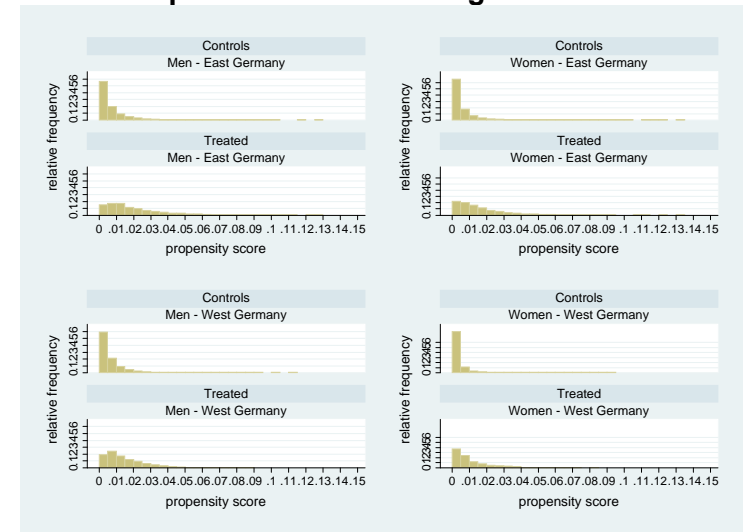 Controls
Men - East Germany
relative frequency
0.123456
Treated
Men - East Germany
0.123456
0 .01.02.03.04.05.06.07.08.09 .1 .11.12.13.14.15
propensity score
Controls
Women - East Germany
relative frequency
0.123456
Treated
Women - East Germany
0.123456
0 .01.02.03.04.05.06.07.08.09 .1 .11.12.13.14.15
propensity score
Controls
Men - West Germany
relative frequency
0.123456
Treated
Men - West Germany
0.123456
0 .01.02.03.04.05.06.07.08.09 .1 .11.12.13.14.15
propensity score
Controls
Women - West Germany
relative frequency
Treated
Women - West Germany
0 .01.02.03.04.05.06.07.08.09 .1 .11.12.13.14.15
propensity score